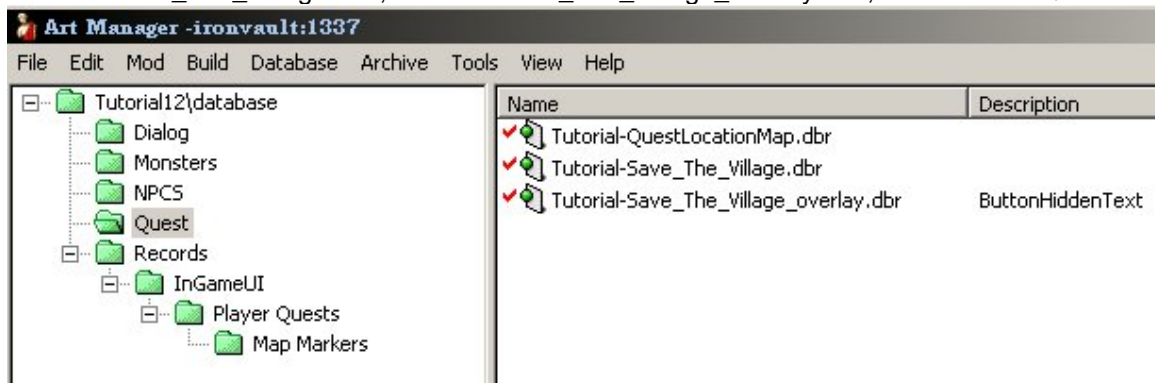 Art Manager -ironvault:1337
File Edit Mod Build Database Archive Tools View Help
Tutorial12\database
Dialog
Monsters
NPCS
Quest
Records
InGameUI
Player Quests
Map Markers
Name Description
Tutorial-QuestLocationMap.dbr
Tutorial-Save_The_Village.dbr
Tutorial-Save_The_Village_overlay.dbr ButtonHiddenText